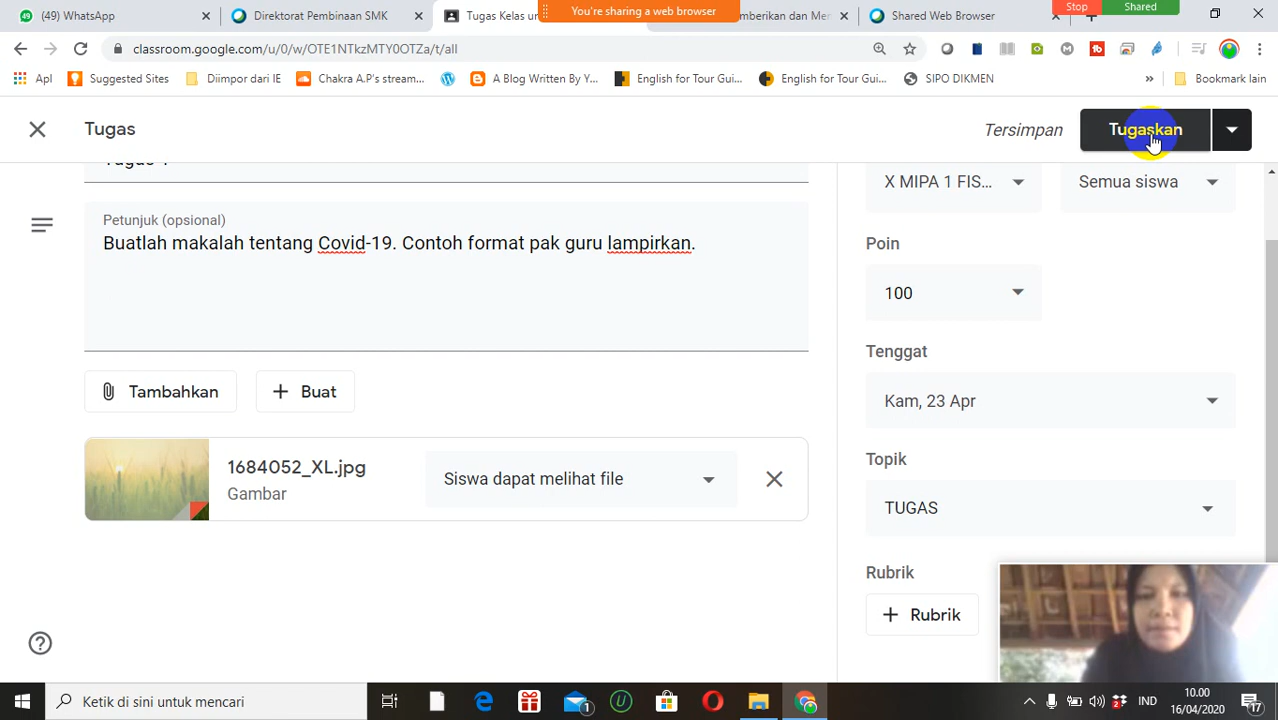 (49) WhatsApp
Direktorat Pembinaan SMK
Tugas Kelas un
You're sharing a web browser
Shared Web Browser
Stop
Shared
classroom.google.com/u/0/w/OTE1NTkzMTY0OTZa/t/all
Apl
Suggested Sites
Diimpor dari IE
Chakra A.P's stream...
A Blog Written By Y...
English for Tour Gui...
English for Tour Gui...
SIPO DIKMEN
»
Bookmark lain
Tugas
Tersimpan
Tugaskan
X MIPA 1 FIS...
Semua siswa
Petunjuk (opsional)
Buatlah makalah tentang Covid-19. Contoh format pak guru lampirkan.
Poin
100
Tenggat
Kam, 23 Apr
Tambahkan
+ Buat
1684052_XL.jpg
Gambar
Siswa dapat melihat file
Topik
TUGAS
Rubrik
+ Rubrik
Ketik di sini untuk mencari
1
IND
10.00
16/04/2020
17